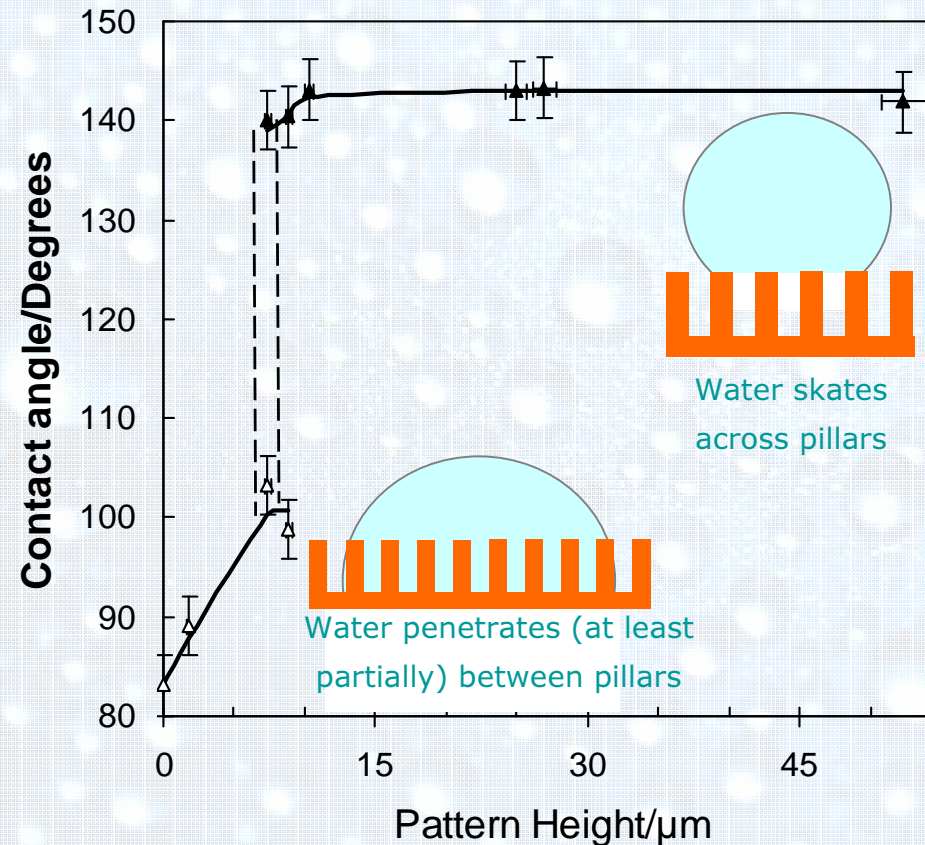 150
140
130
120
110
100
90
80
Contact angle/Degrees
Water skates
across pillars
Water penetrates (at least
partially) between pillars
0 15 30 45
Pattern Height/µm